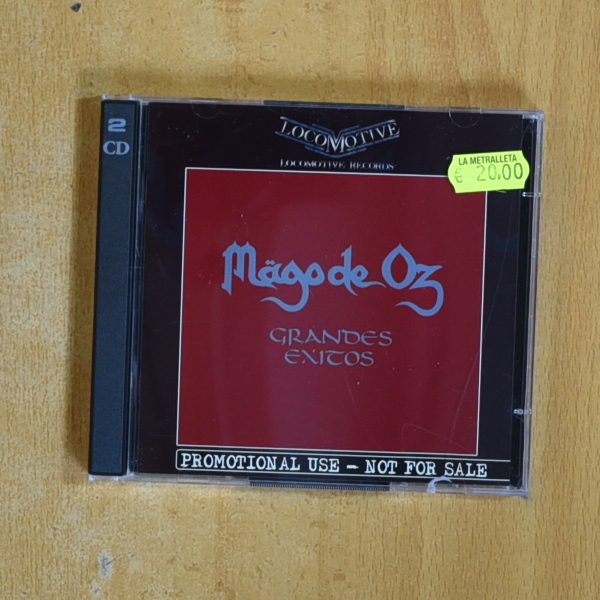 2
CD
LOCOMOTIVE
LOCOMOTIVE RECORDS
LA METRALLETA
€ 20.00
Mägo de Oz
GRANDES
EXITOS
PROMOTIONAL USE – NOT FOR SALE